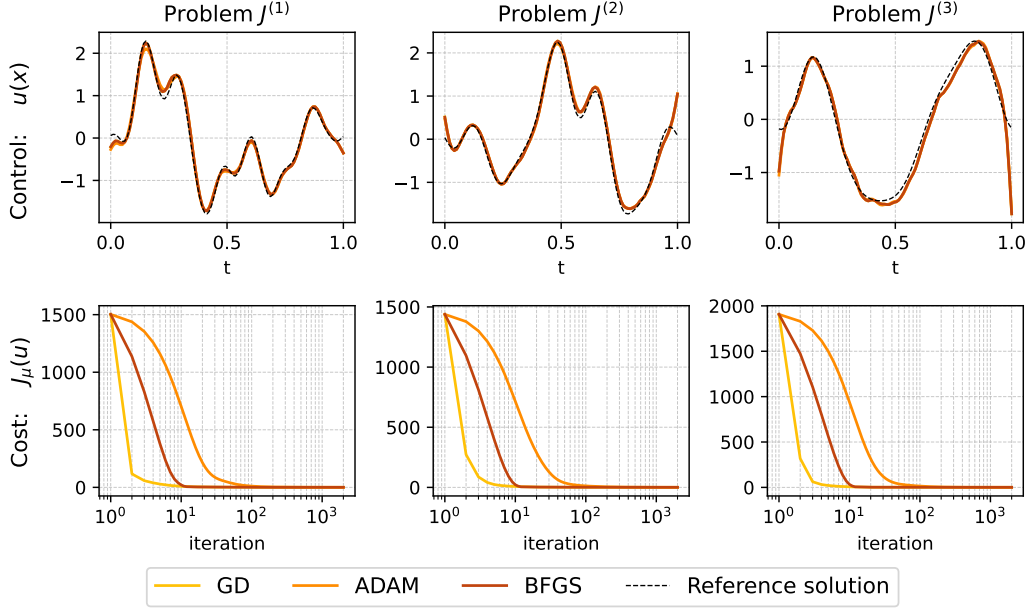 Problem J^(1) Problem J^(2) Problem J^(3)
Control: u(x)
2
1
0
−1
0.0 0.5 1.0
t
2
1
0
−1
0.0 0.5 1.0
t
1
0
−1
0.0 0.5 1.0
t
Cost: J_μ(u)
1500
1000
500
0
10^0 10^1 10^2 10^3
iteration
1500
1000
500
0
10^0 10^1 10^2 10^3
iteration
2000
1500
1000
500
0
10^0 10^1 10^2 10^3
iteration
GD ADAM BFGS Reference solution